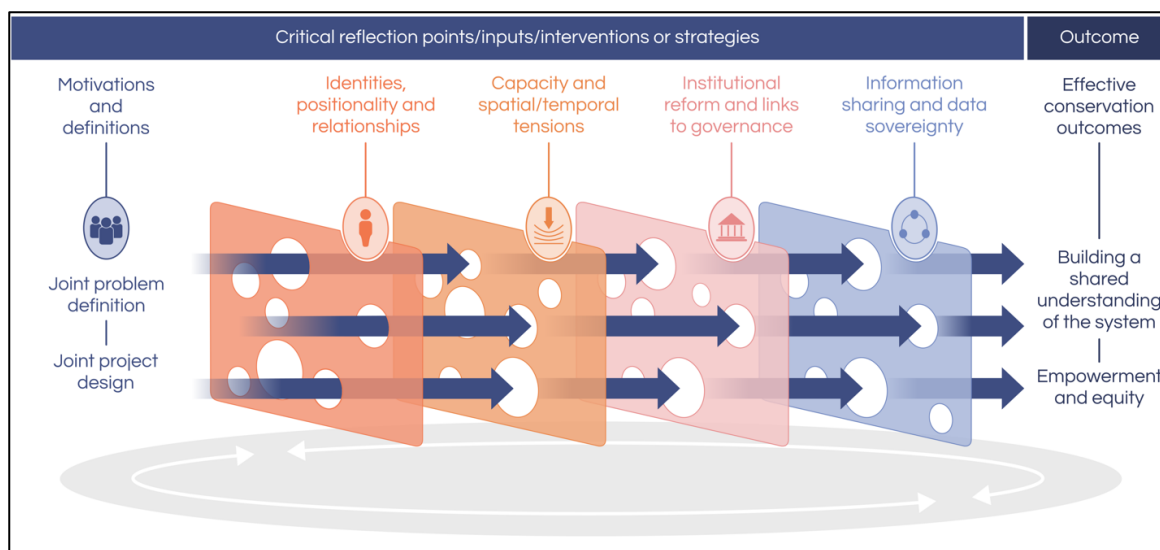 Critical reflection points/inputs/interventions or strategies
Outcome
Motivations
and
definitions
Identities,
positionality and
relationships
Capacity and
spatial/temporal
tensions
Institutional
reform and links
to governance
Information
sharing and data
sovereignty
Effective
conservation
outcomes
Joint problem
definition
Joint project
design
Building a
shared
understanding
of the system
Empowerment
and equity